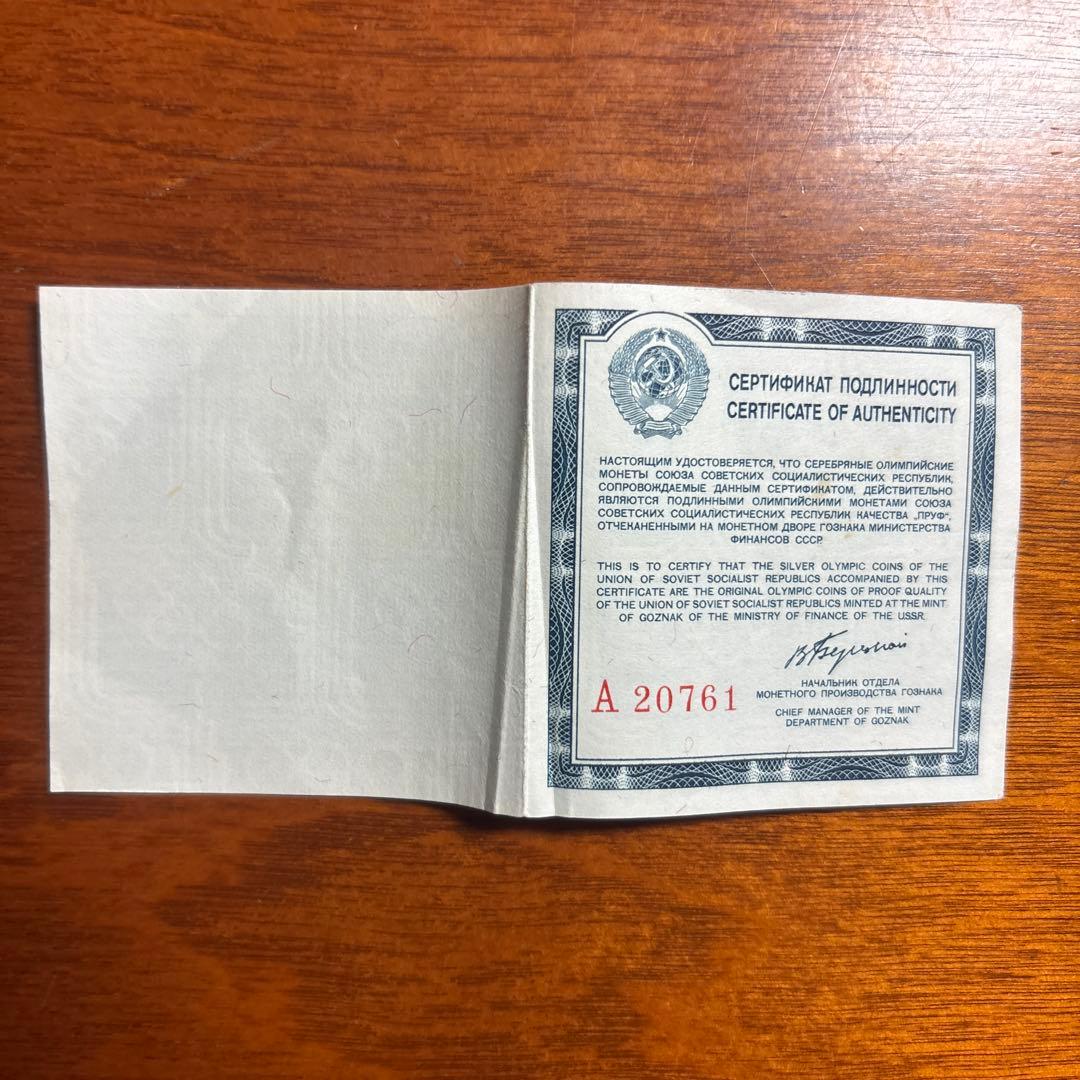 СЕРТИФИКАТ ПОДЛИННОСТИ
CERTIFICATE OF AUTHENTICITY
НАСТОЯЩИМ УДОСТОВЕРЯЕТСЯ, ЧТО СЕРЕБРЯНЫЕ ОЛИМПИЙСКИЕ
МОНЕТЫ СОЮЗА СОВЕТСКИХ СОЦИАЛИСТИЧЕСКИХ РЕСПУБЛИК,
СОПРОВОЖДАЕМЫЕ ДАННЫМ СЕРТИФИКАТОМ, ДЕЙСТВИТЕЛЬНО
ЯВЛЯЮТСЯ ПОДЛИННЫМИ ОЛИМПИЙСКИМИ МОНЕТАМИ СОЮЗА
СОВЕТСКИХ СОЦИАЛИСТИЧЕСКИХ РЕСПУБЛИК КАЧЕСТВА „ПРУФ“,
ОТЧЕКАНЕННЫМИ НА МОНЕТНОМ ДВОРЕ ГОЗНАКА МИНИСТЕРСТВА
ФИНАНСОВ СССР.
THIS IS TO CERTIFY THAT THE SILVER OLYMPIC COINS OF THE
UNION OF SOVIET SOCIALIST REPUBLICS ACCOMPANIED BY THIS
CERTIFICATE ARE THE ORIGINAL OLYMPIC COINS OF PROOF QUALITY
OF THE UNION OF SOVIET SOCIALIST REPUBLICS MINTED AT THE MINT
OF GOZNAK OF THE MINISTRY OF FINANCE OF THE U.S.S.R.
А 20761
НАЧАЛЬНИК ОТДЕЛА
МОНЕТНОГО ПРОИЗВОДСТВА ГОЗНАКА
CHIEF MANAGER OF THE MINT
DEPARTMENT OF GOZNAK